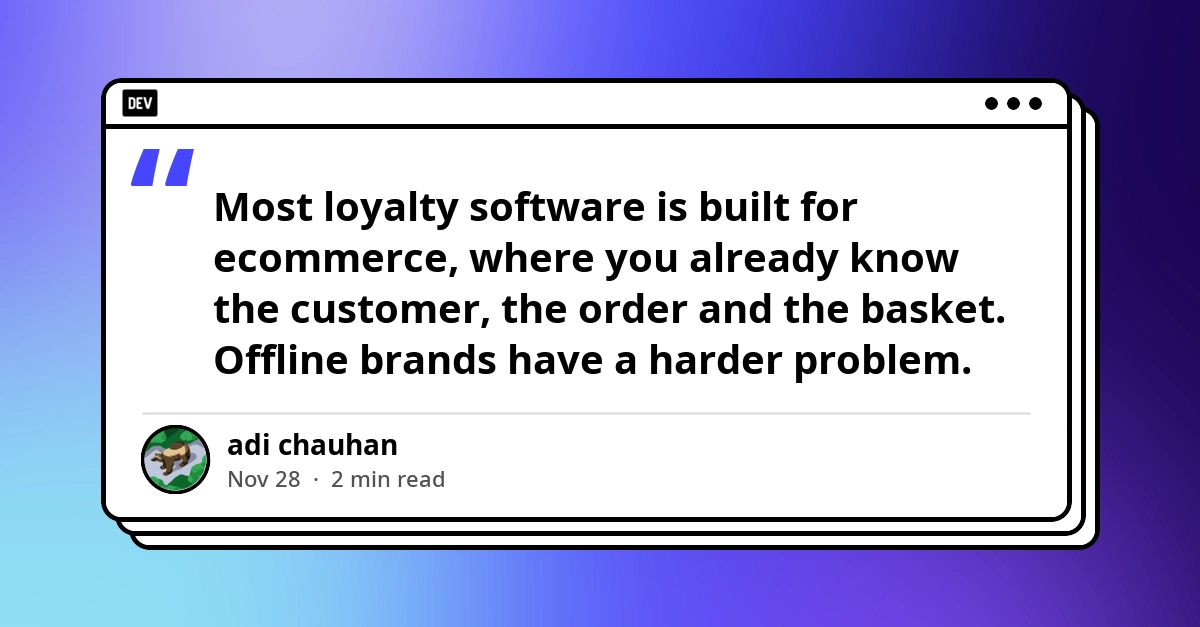 DEV
Most loyalty software is built for
ecommerce, where you already know
the customer, the order and the basket.
Offline brands have a harder problem.
adi chauhan
Nov 28 · 2 min read